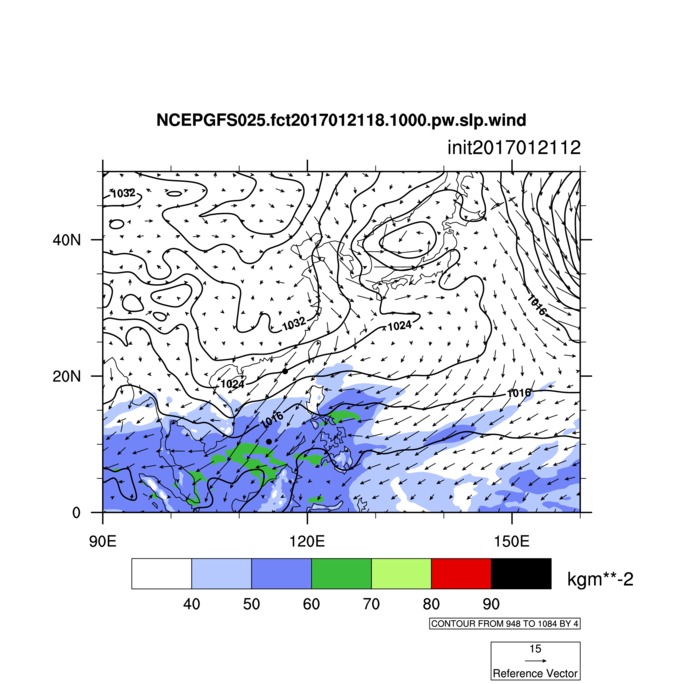 NCEPGFS025.fct2017012118.1000.pw.slp.wind
init2017012112
1032
40N
1016
1032
1024
20N
1024
1016
1016
0
90E
120E
150E
kgm**-2
40
50
60
70
80
90
CONTOUR FROM 948 TO 1084 BY 4
15
Reference Vector